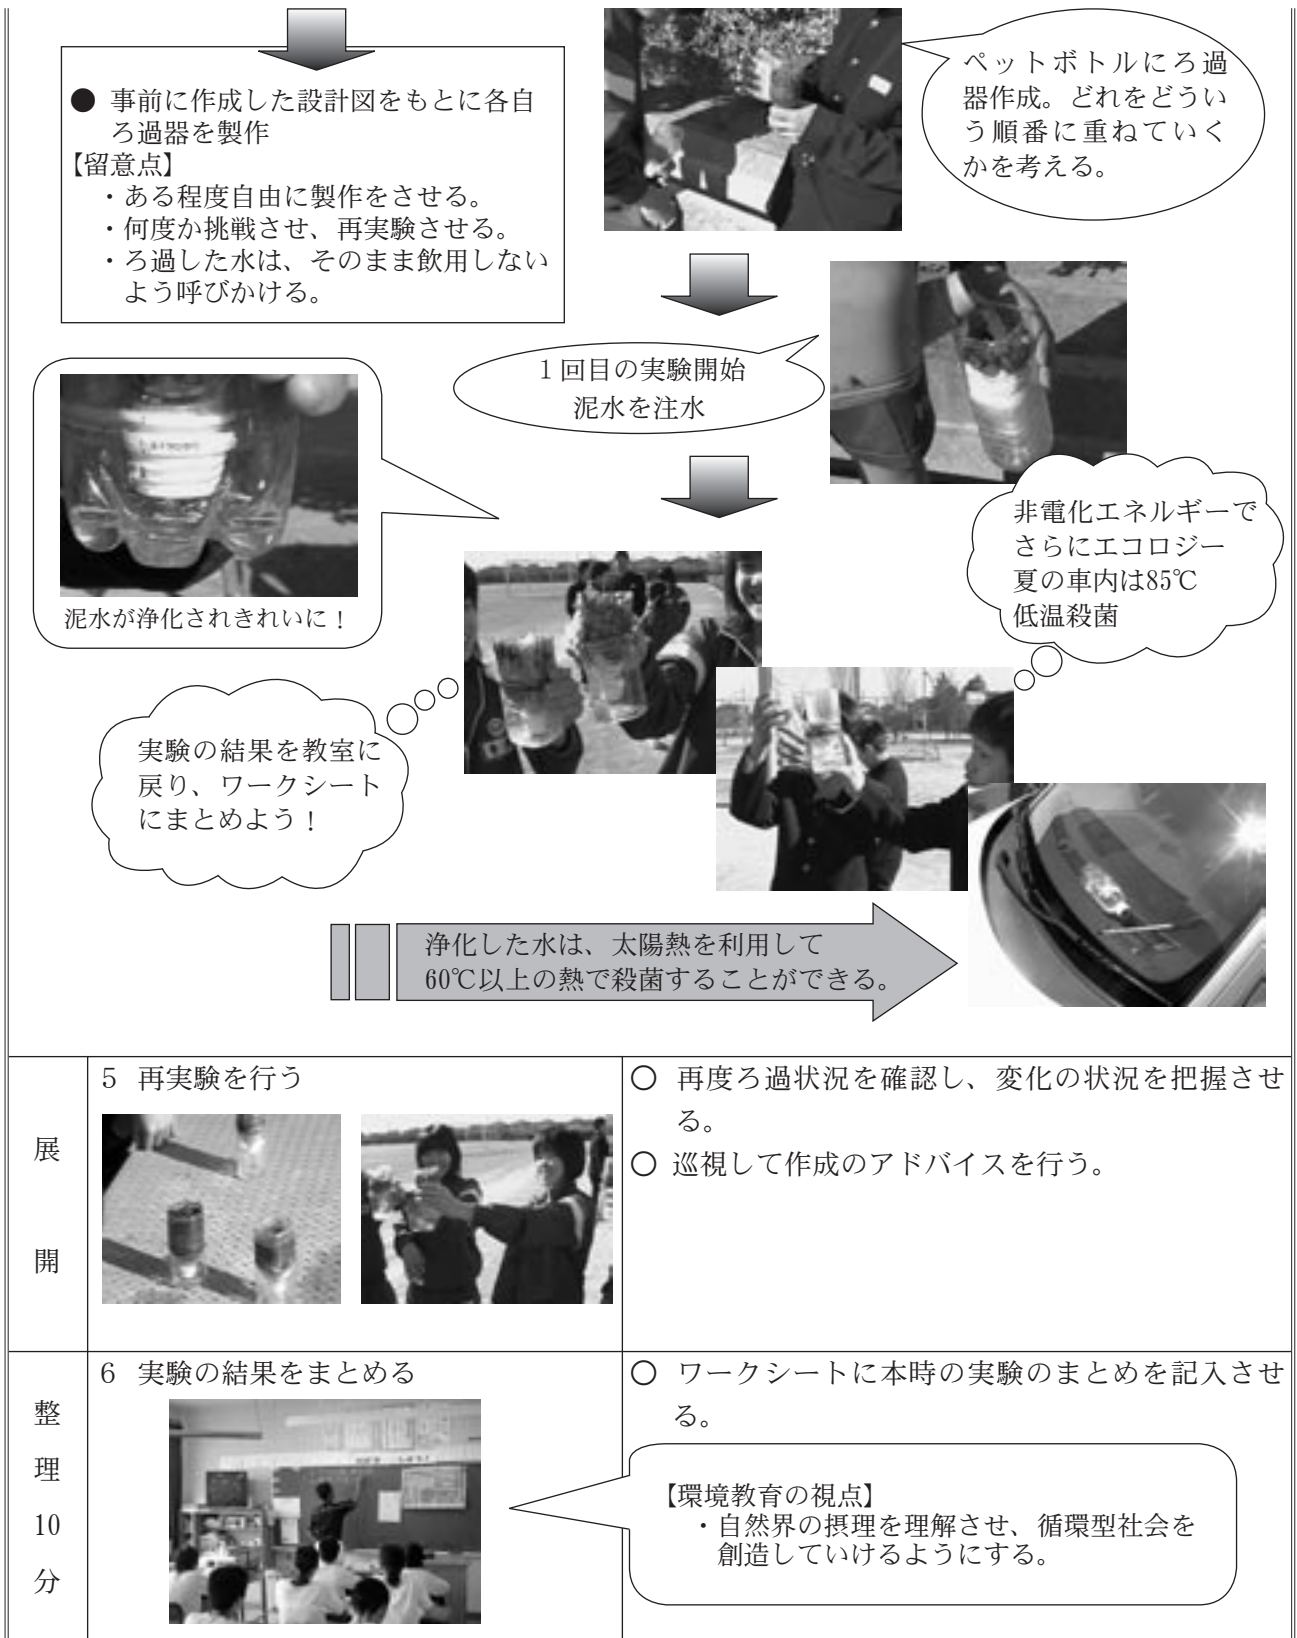 ● 事前に作成した設計図をもとに各自
ろ過器を製作
【留意点】
・ある程度自由に製作をさせる。
・何度か挑戦させ、再実験させる。
・ろ過した水は、そのまま飲用しない
よう呼びかける。
ペットボトルにろ過
器作成。どれをどうい
う順番に重ねていく
かを考える。
1回目の実験開始
泥水を注水
泥水が浄化されきれいに！
非電化エネルギーで
さらにエコロジー
夏の車内は85℃
低温殺菌
実験の結果を教室に
戻り、ワークシート
にまとめよう！
浄化した水は、太陽熱を利用して
60℃以上の熱で殺菌することができる。
展
開
5 再実験を行う
○ 再度ろ過状況を確認し、変化の状況を把握させ
る。
○ 巡視して作成のアドバイスを行う。
整
理
10
分
6 実験の結果をまとめる
○ ワークシートに本時の実験のまとめを記入させ
る。
【環境教育の視点】
・自然界の摂理を理解させ、循環型社会を
創造していけるようにする。